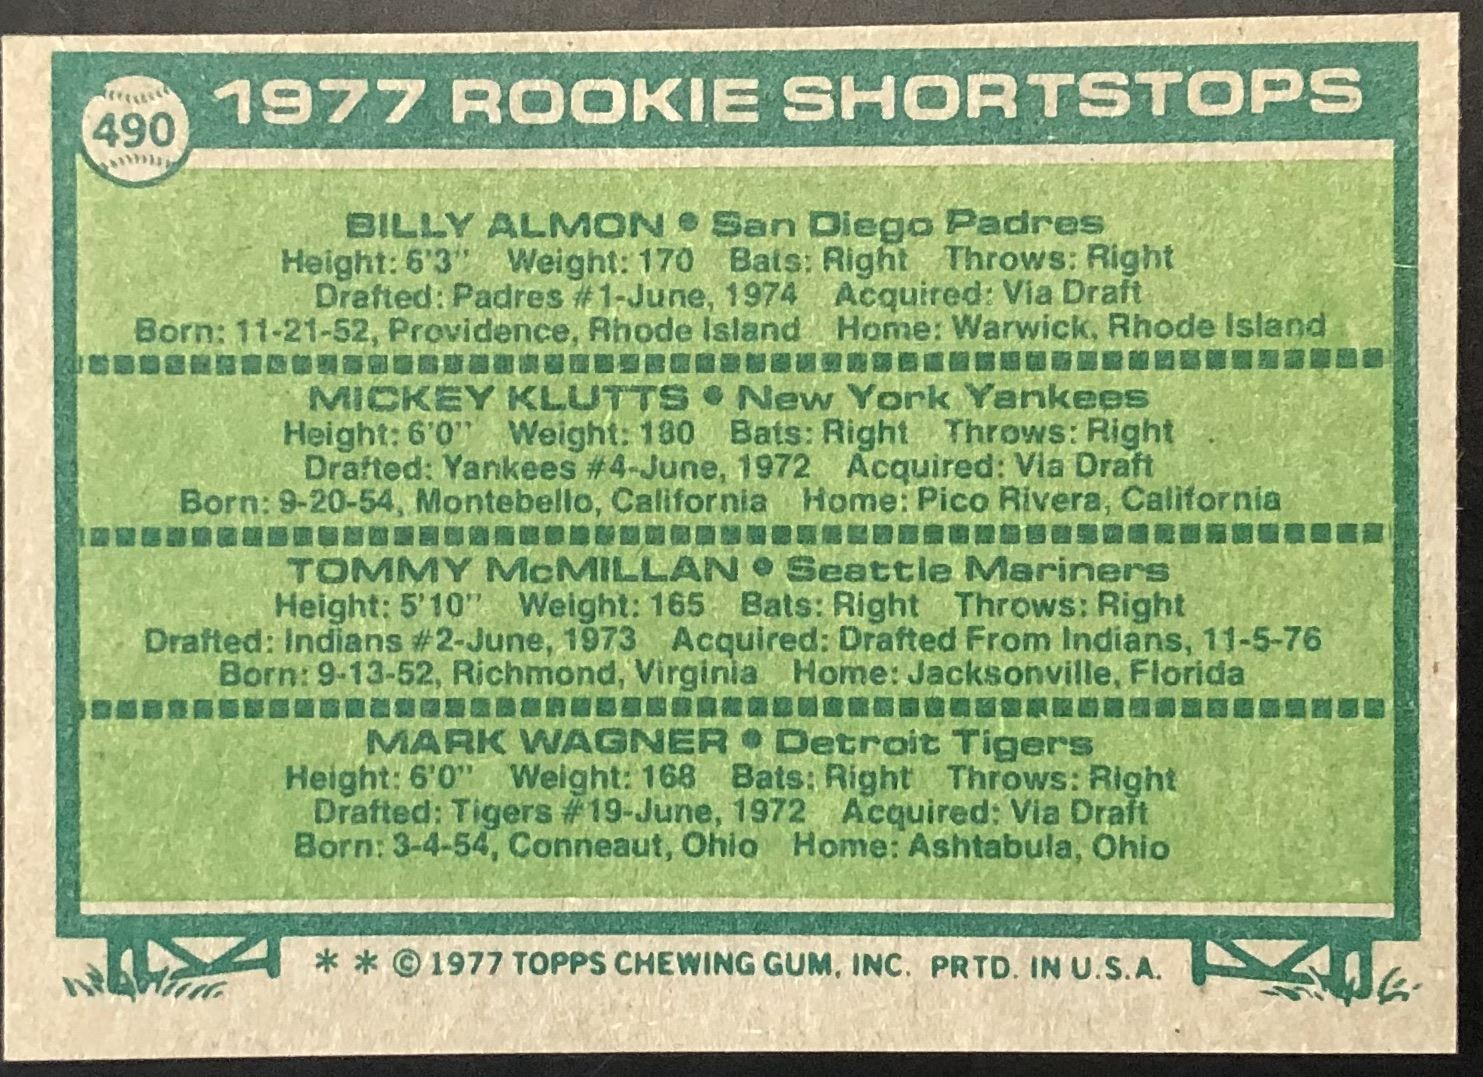 490
1977 ROOKIE SHORTSTOPS
BILLY ALMON • San Diego Padres
Height: 6'3" Weight: 170 Bats: Right Throws: Right
Drafted: Padres #1-June, 1974 Acquired: Via Draft
Born: 11-21-52, Providence, Rhode Island Home: Warwick, Rhode Island
MICKEY KLUTTS • New York Yankees
Height: 6'0" Weight: 180 Bats: Right Throws: Right
Drafted: Yankees #4-June, 1972 Acquired: Via Draft
Born: 9-20-54, Montebello, California Home: Pico Rivera, California
TOMMY McMILLAN • Seattle Mariners
Height: 5'10" Weight: 165 Bats: Right Throws: Right
Drafted: Indians #2-June, 1973 Acquired: Drafted From Indians, 11-5-76
Born: 9-13-52, Richmond, Virginia Home: Jacksonville, Florida
MARK WAGNER • Detroit Tigers
Height: 6'0" Weight: 168 Bats: Right Throws: Right
Drafted: Tigers #19-June, 1972 Acquired: Via Draft
Born: 3-4-54, Conneaut, Ohio Home: Ashtabula, Ohio
* * © 1977 TOPPS CHEWING GUM, INC. PRTD. IN U.S.A.